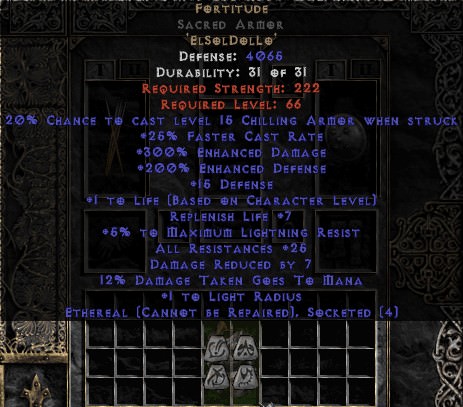 Fortitude
Sacred Armor
'ElSolDolLo'
Defense: 4065
Durability: 31 of 31
Required Strength: 222
Required Level: 66
20% Chance to cast level 15 Chilling Armor when struck
+25% Faster Cast Rate
+300% Enhanced Damage
+200% Enhanced Defense
+15 Defense
+1 to Life (Based on Character Level)
Replenish Life +7
+5% to Maximum Lightning Resist
All Resistances +25
Damage Reduced by 7
12% Damage Taken Goes To Mana
+1 to Light Radius
Ethereal (Cannot be Repaired), Socketed (4)